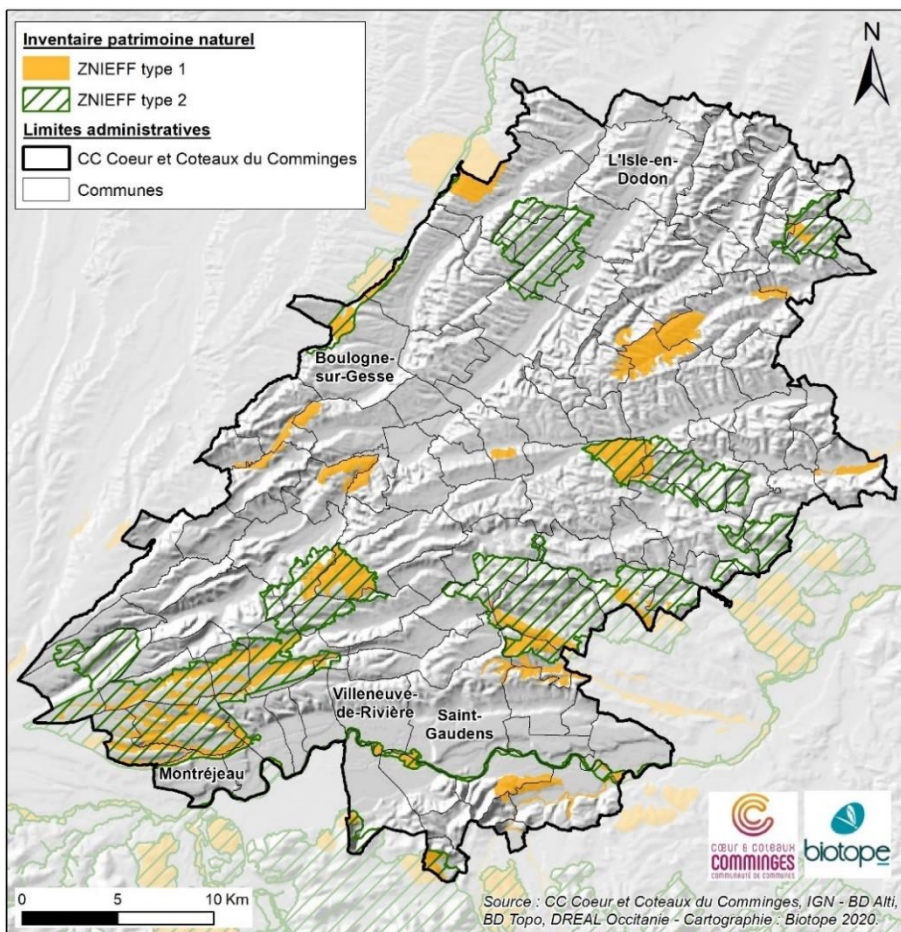 Inventaire patrimoine naturel
ZNIEFF type 1
ZNIEFF type 2
Limites administratives
CC Coeur et Coteaux du Comminges
Communes
N
L'Isle-en-
Dodon
Boulogne-
sur-Gesse
Villeneuve-
de-Rivière
Saint-
Gaudens
Montréjeau
0 5 10 Km
CŒUR & COTEAUX
COMMINGES
COMMUNAUTÉ DE COMMUNES
biotope
Source : CC Coeur et Coteaux du Comminges, IGN - BD Alti,
BD Topo, DREAL Occitanie - Cartographie : Biotope 2020.